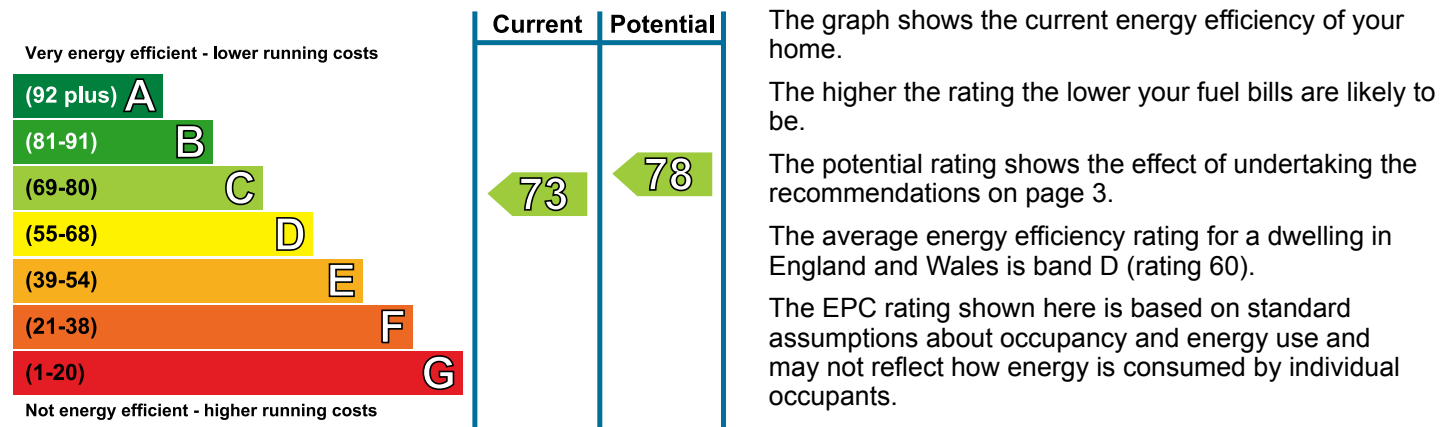 Current Potential
Very energy efficient - lower running costs
(92 plus) A
(81-91) B
(69-80) C
(55-68) D
(39-54) E
(21-38) F
(1-20) G
Not energy efficient - higher running costs
73
78
The graph shows the current energy efficiency of your
home.
The higher the rating the lower your fuel bills are likely to
be.
The potential rating shows the effect of undertaking the
recommendations on page 3.
The average energy efficiency rating for a dwelling in
England and Wales is band D (rating 60).
The EPC rating shown here is based on standard
assumptions about occupancy and energy use and
may not reflect how energy is consumed by individual
occupants.